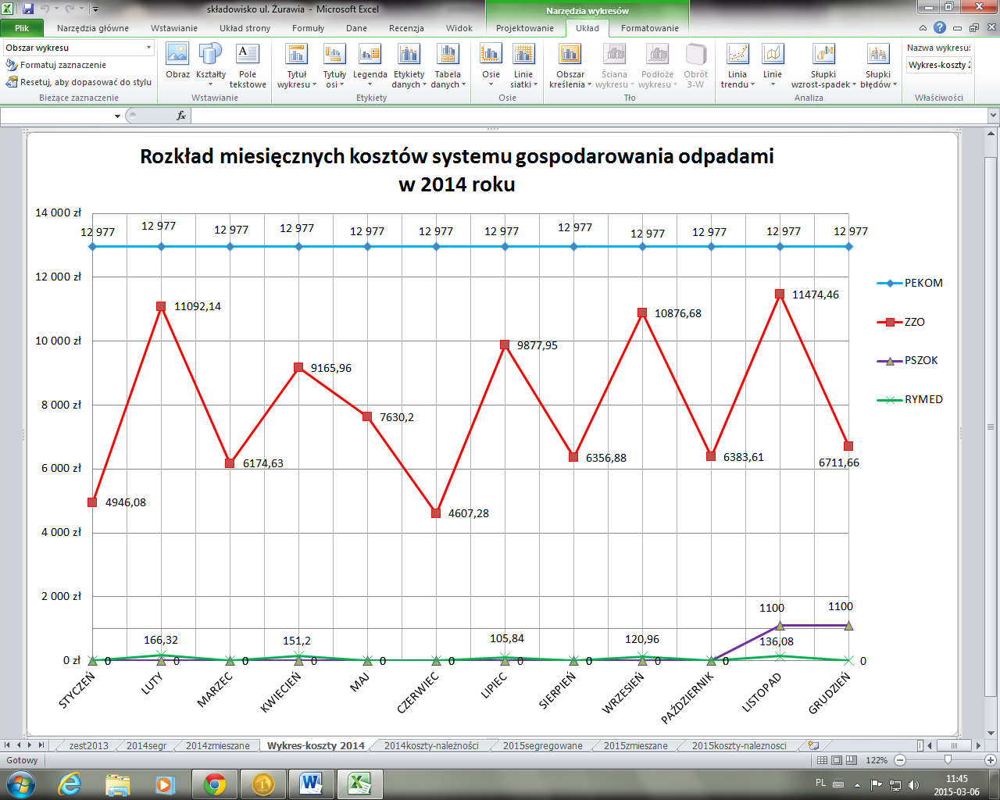 składowisko ul. Żurawia - Microsoft Excel
Narzędzia wykresów
Plik Narzędzia główne Wstawianie Układ strony Formuły Dane Recenzja Widok Projektowanie Układ Formatowanie
Obszar wykresu
Formatuj zaznaczenie
Resetuj, aby dopasować do stylu
Bieżące zaznaczenie
Obraz Kształty Pole tekstowe
Wstawianie
Tytuł wykresu Tytuły osi Legenda Etykiety danych Tabela danych
Etykiety
Osie Linie siatki
Osie
Obszar kreślenia Ściana wykresu Podłoże wykresu Obrót 3-W
Tło
Linia trendu Linie Słupki wzrost-spadek Słupki błędów
Analiza
Nazwa wykresu:
Wykres-koszty 2
Właściwości
fx
Rozkład miesięcznych kosztów systemu gospodarowania odpadami
w 2014 roku
14 000 zł
12 977 12 977 12 977 12 977 12 977 12 977 12 977 12 977 12 977 12 977 12 977 12 977
12 000 zł
PEKOM
11092,14
11474,46
10876,68
ZZO
10 000 zł
9877,95
9165,96
PSZOK
8 000 zł
7630,2
RYMED
6174,63
6356,88
6383,61
6711,66
6 000 zł
4946,08
4607,28
4 000 zł
2 000 zł
1100 1100
166,32 151,2 105,84 120,96 136,08
0 zł
0 0 0 0 0 0 0 0 0 0 0
STYCZEŃ LUTY MARZEC KWIECIEŃ MAJ CZERWIEC LIPIEC SIERPIEŃ WRZESIEŃ PAŹDZIERNIK LISTOPAD GRUDZIEŃ
zest2013 2014segr 2014zmieszane Wykres-koszty 2014 2014koszty-należności 2015segregowane 2015zmieszane 2015koszty-naleznosci
Gotowy
122%
PL
11:45
2015-03-06